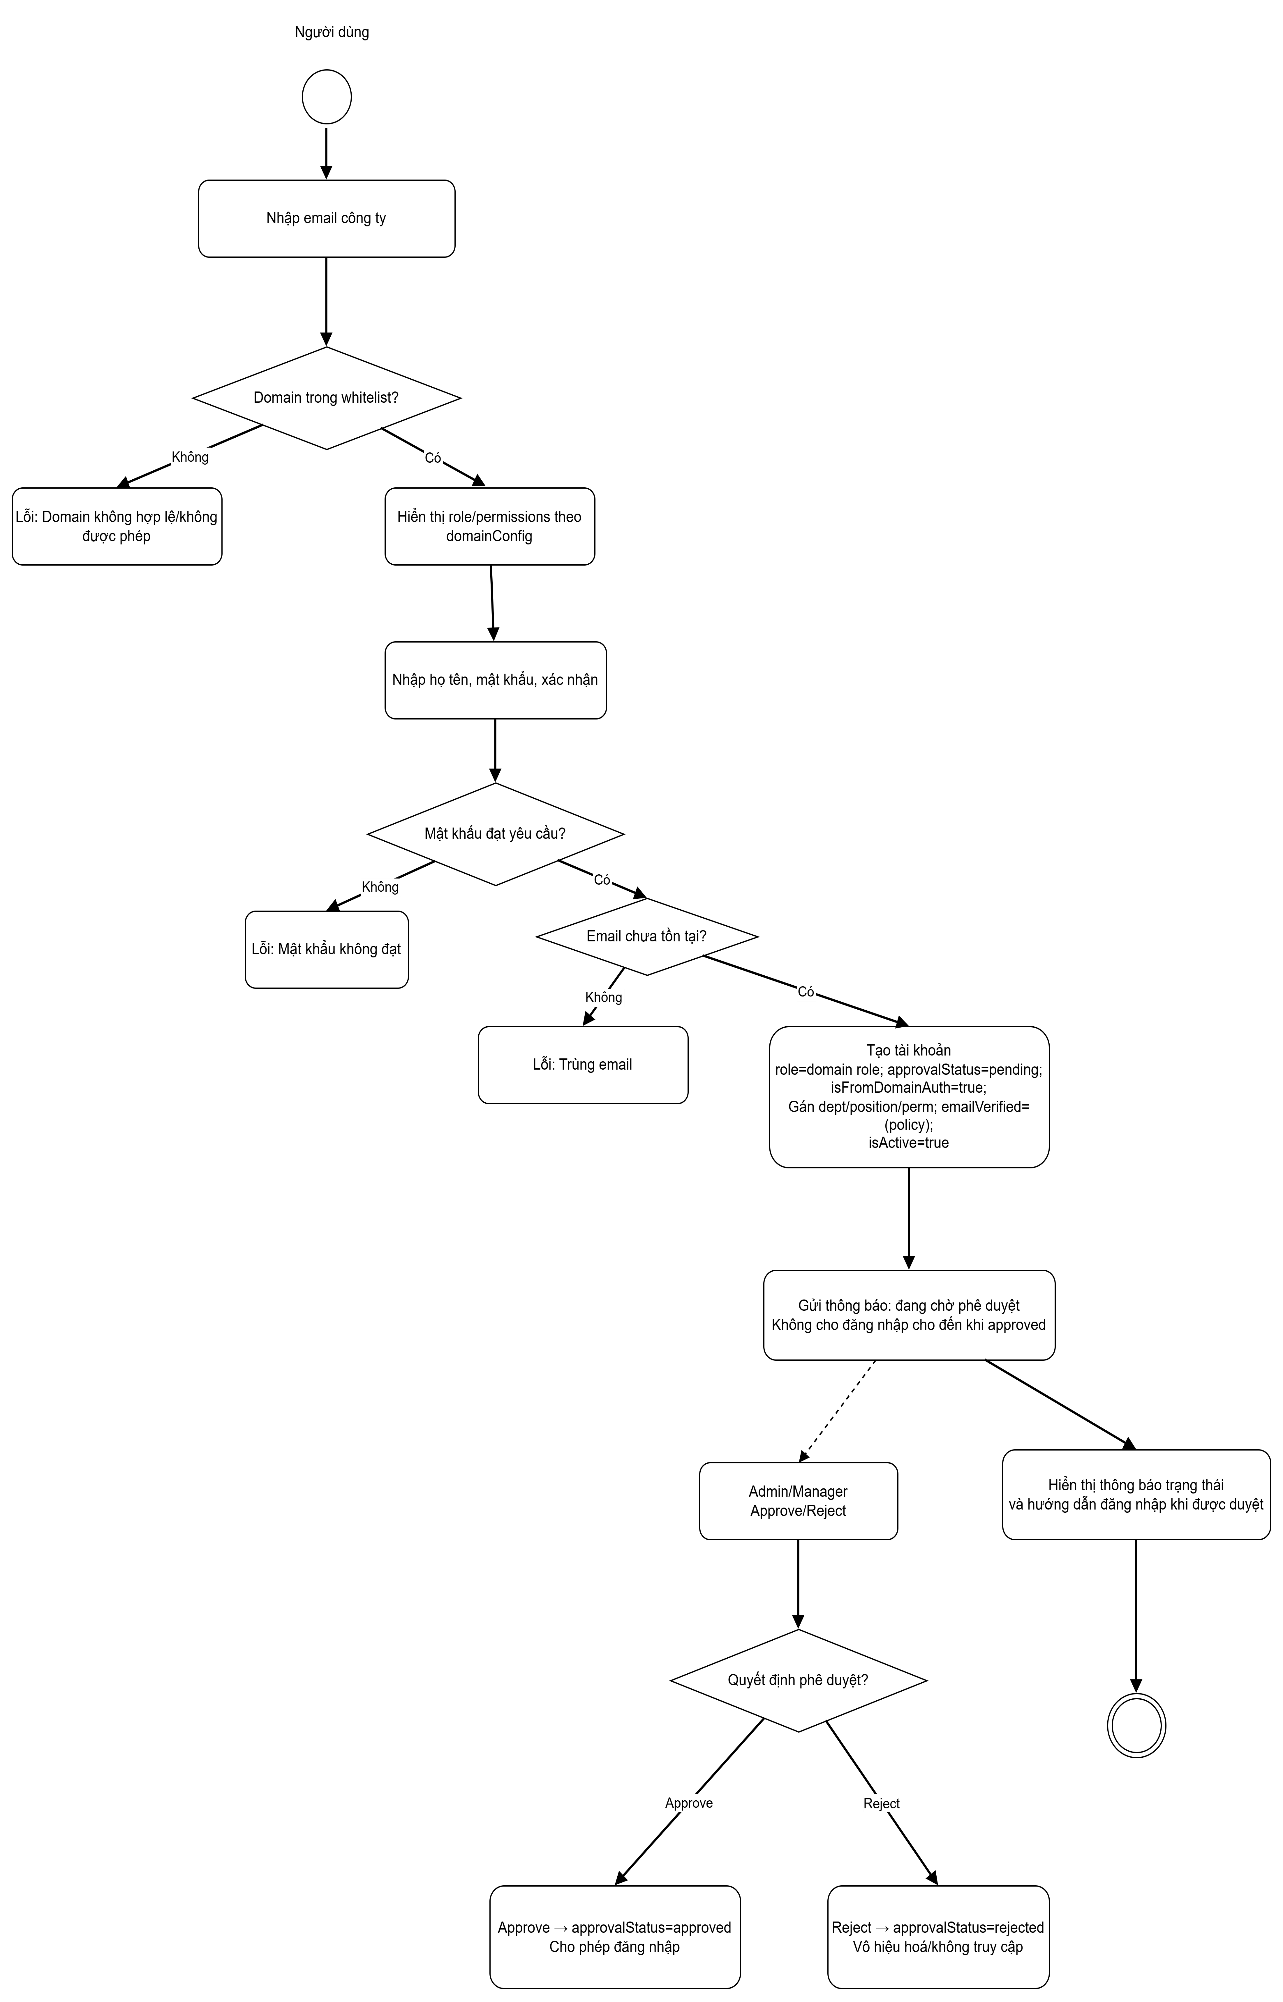 Người dùng
Nhập email công ty
Domain trong whitelist?
Không
Có
Lỗi: Domain không hợp lệ/không
được phép
Hiển thị role/permissions theo
domainConfig
Nhập họ tên, mật khẩu, xác nhận
Mật khẩu đạt yêu cầu?
Không
Có
Lỗi: Mật khẩu không đạt
Email chưa tồn tại?
Không
Có
Lỗi: Trùng email
Tạo tài khoản
role=domain role; approvalStatus=pending;
isFromDomainAuth=true;
Gán dept/position/perm; emailVerified=
(policy);
isActive=true
Gửi thông báo: đang chờ phê duyệt
Không cho đăng nhập cho đến khi approved
Admin/Manager
Approve/Reject
Hiển thị thông báo trạng thái
và hướng dẫn đăng nhập khi được duyệt
Quyết định phê duyệt?
Approve
Reject
Approve → approvalStatus=approved
Cho phép đăng nhập
Reject → approvalStatus=rejected
Vô hiệu hoá/không truy cập